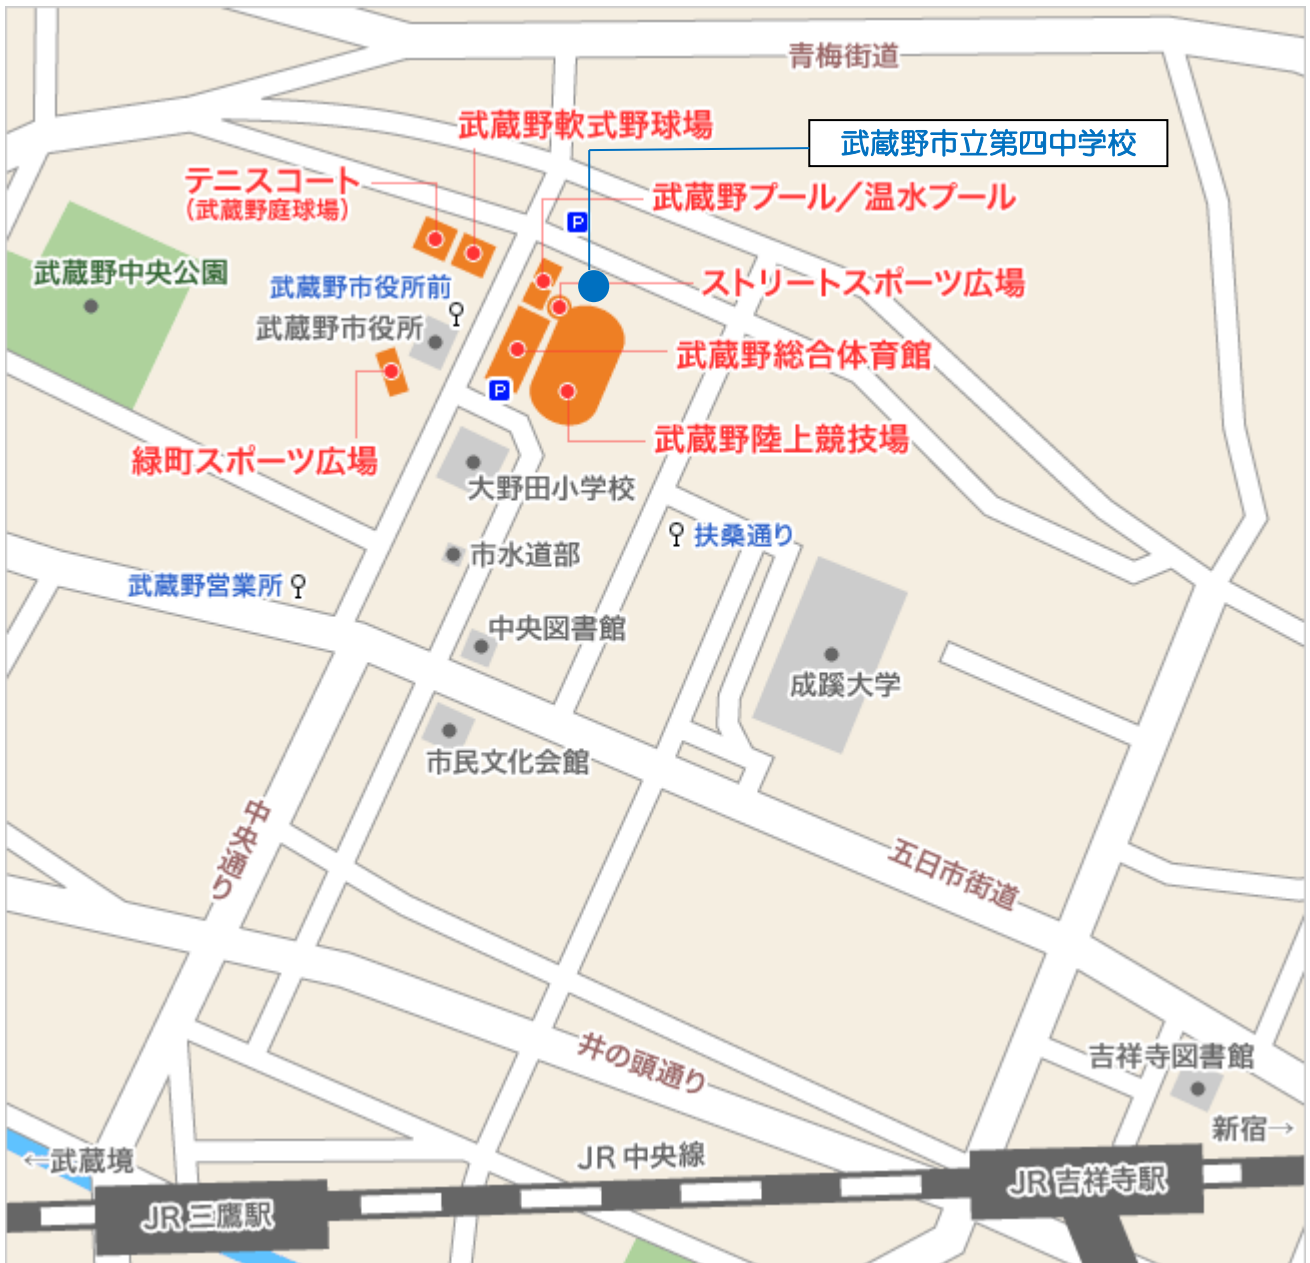 青梅街道
武蔵野軟式野球場
武蔵野市立第四中学校
テニスコート
(武蔵野庭球場)
武蔵野プール／温水プール
P
武蔵野中央公園
武蔵野市役所前
ストリートスポーツ広場
武蔵野市役所
武蔵野総合体育館
P
武蔵野陸上競技場
緑町スポーツ広場
大野田小学校
扶桑通り
市水道部
武蔵野営業所
中央図書館
成蹊大学
市民文化会館
中央通り
五日市街道
井の頭通り
吉祥寺図書館
新宿→
←武蔵境
JR 中央線
JR 吉祥寺駅
JR 三鷹駅